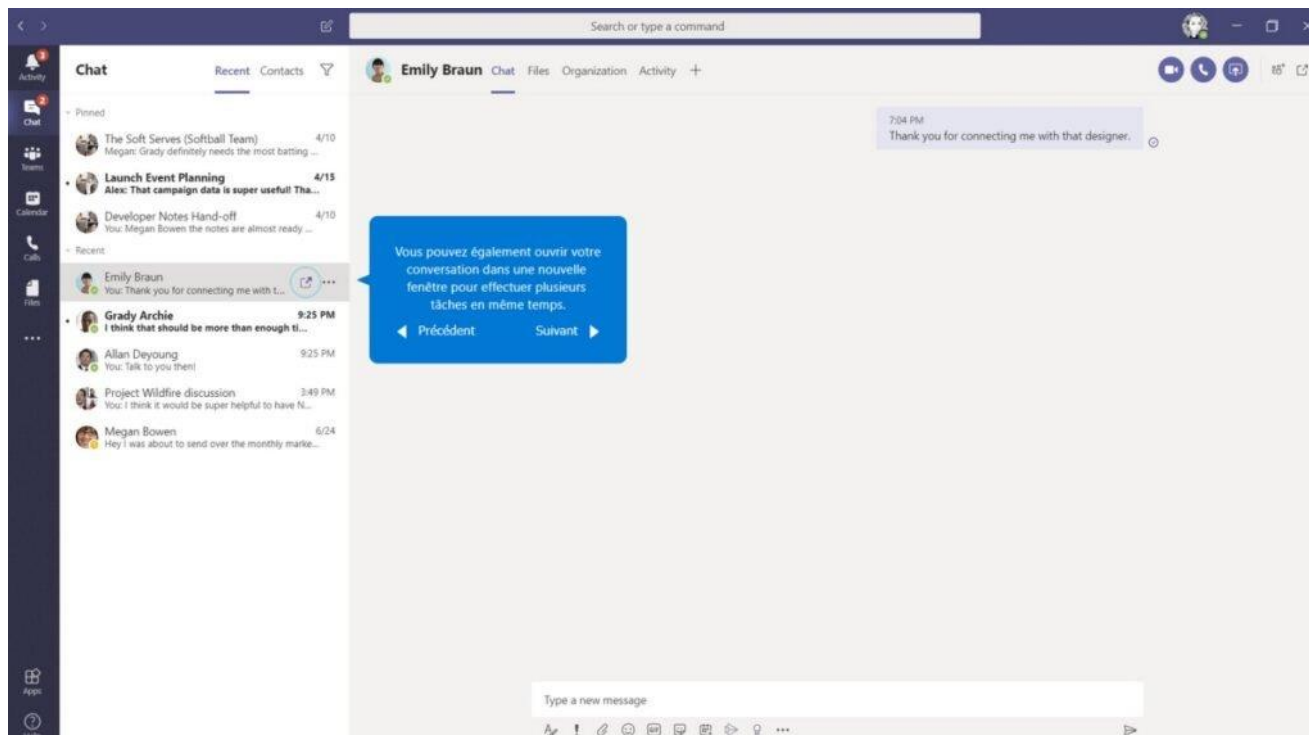 Search or type a command
3
Activity
2
Chat
Teams
Calendar
Calls
Files
Apps
Chat
Recent Contacts
Pinned
The Soft Serves (Softball Team) 4/10
Megan: Grady definitely needs the most batting ...
Launch Event Planning 4/15
Alex: That campaign data is super useful! Tha...
Developer Notes Hand-off 4/10
You: Megan Bowen the notes are almost ready ...
Recent
Emily Braun
You: Thank you for connecting me with t...
Grady Archie 9:25 PM
I think that should be more than enough ti...
Allan Deyoung 9:25 PM
You: Talk to you then!
Project Wildfire discussion 3:49 PM
You: I think it would be super helpful to have N...
Megan Bowen 6/24
Hey I was about to send over the monthly marke...
Emily Braun Chat Files Organization Activity +
7:04 PM
Thank you for connecting me with that designer.
Vous pouvez également ouvrir votre
conversation dans une nouvelle
fenêtre pour effectuer plusieurs
tâches en même temps.
Précédent Suivant
Type a new message
GIF